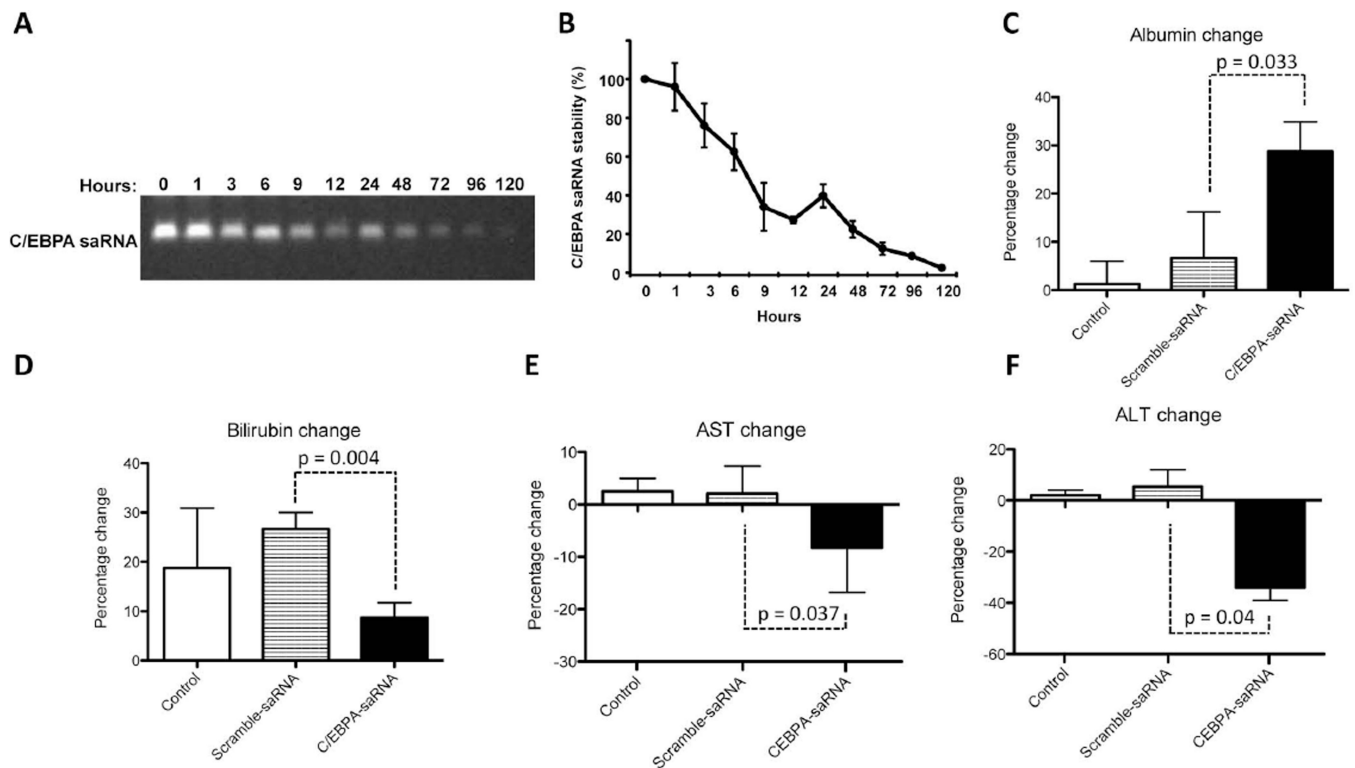 A
Hours: 0 1 3 6 9 12 24 48 72 96 120
C/EBPA saRNA
B
C/EBPA saRNA stability (%)
100
80
60
40
20
0
0 1 3 6 9 12 24 48 72 96 120
Hours
C
Albumin change
p = 0.033
Percentage change
40
30
20
10
0
Control
Scramble-saRNA
C/EBPA-saRNA
D
Bilirubin change
p = 0.004
Percentage change
40
30
20
10
0
Control
Scramble-saRNA
C/EBPA-saRNA
E
AST change
Percentage change
10
0
-10
-20
-30
p = 0.037
Control
Scramble-saRNA
CEBPA-saRNA
F
ALT change
Percentage change
20
0
-20
-40
-60
p = 0.04
Control
Scramble-saRNA
CEBPA-saRNA